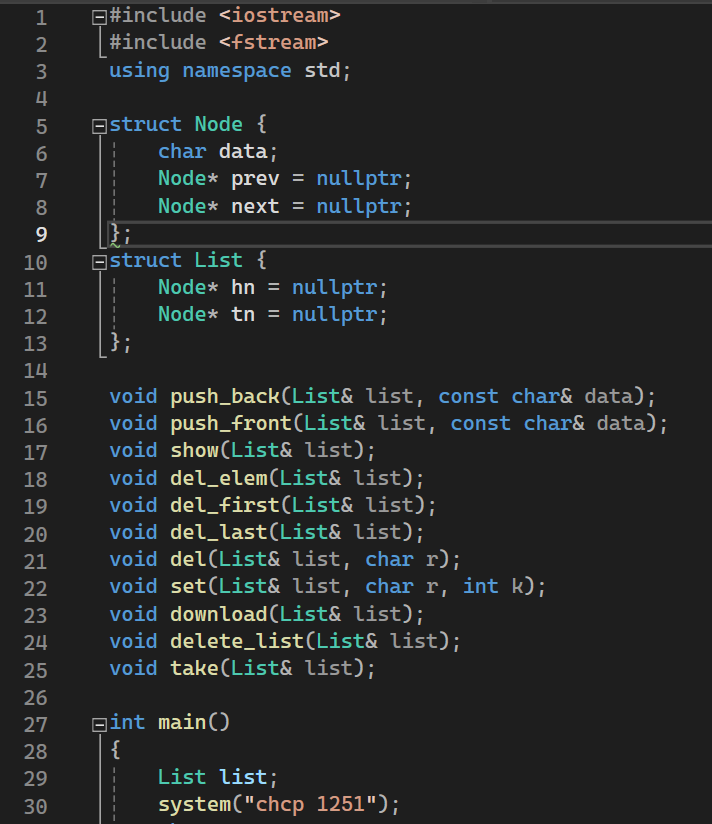 1 #include <iostream>
2 #include <fstream>
3 using namespace std;
4
5 struct Node {
6 char data;
7 Node* prev = nullptr;
8 Node* next = nullptr;
9 };
10 struct List {
11 Node* hn = nullptr;
12 Node* tn = nullptr;
13 };
14
15 void push_back(List& list, const char& data);
16 void push_front(List& list, const char& data);
17 void show(List& list);
18 void del_elem(List& list);
19 void del_first(List& list);
20 void del_last(List& list);
21 void del(List& list, char r);
22 void set(List& list, char r, int k);
23 void download(List& list);
24 void delete_list(List& list);
25 void take(List& list);
26
27 int main()
28 {
29 List list;
30 system("chcp 1251");